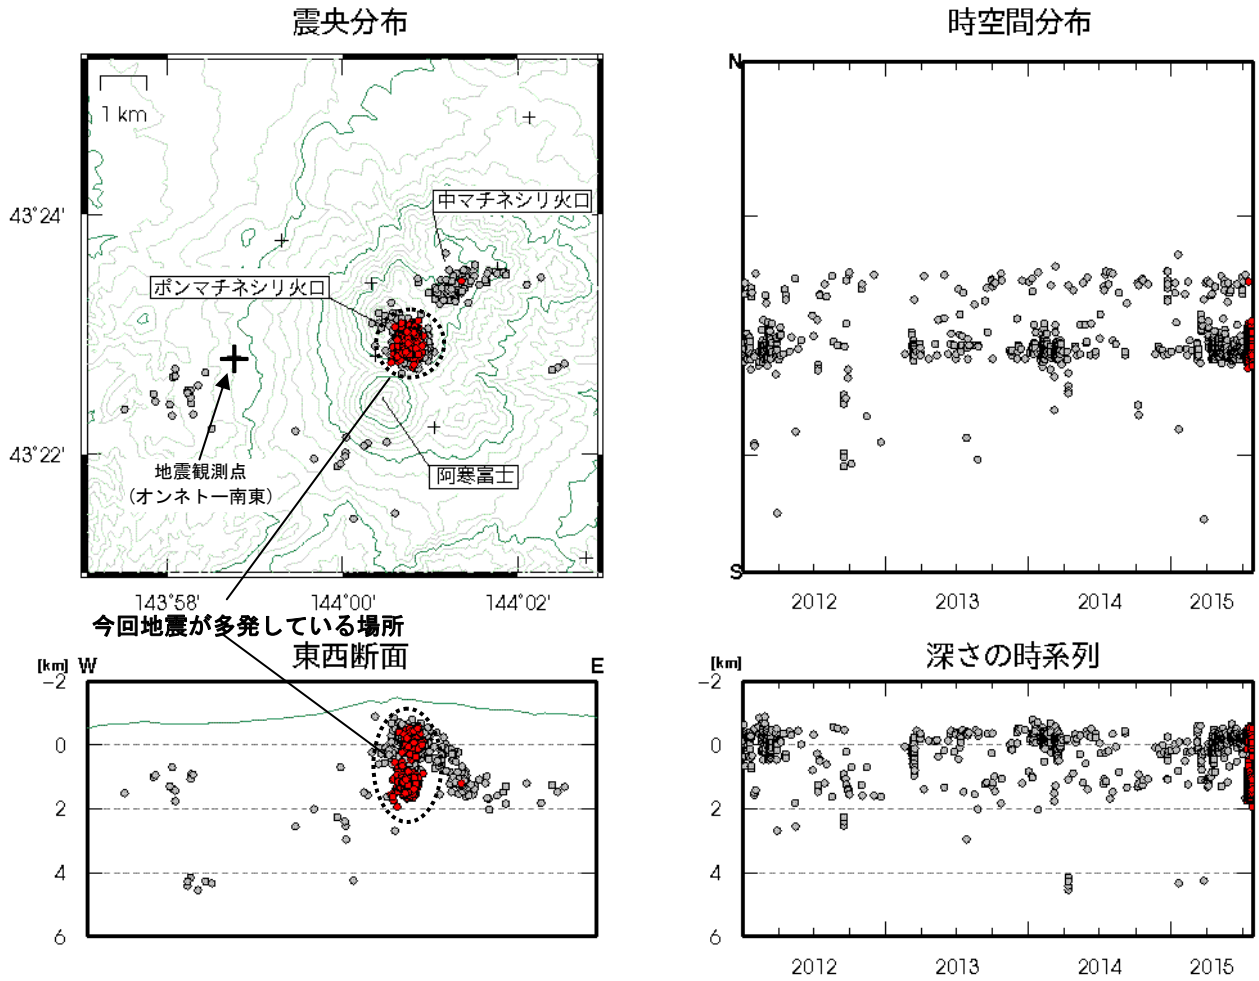 震央分布
1 km
43°24'
43°22'
143°58'
144°00'
144°02'
中マチネシリ火口
ポンマチネシリ火口
地震観測点
(オンネトー南東)
阿寒富士
今回地震が多発している場所
時空間分布
N
S
2012
2013
2014
2015
東西断面
[km]
W
E
-2
0
2
4
6
深さの時系列
[km]
-2
0
2
4
6
2012
2013
2014
2015